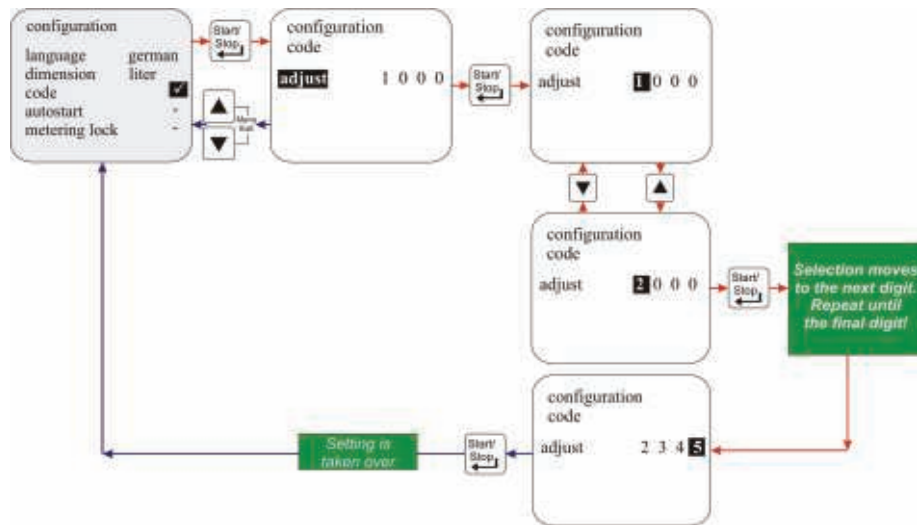 configuration
language german
dimension liter
code
autostart -
metering lock -
Start/
Stop
Menu
Exit
configuration
code
adjust 1 0 0 0
Start/
Stop
configuration
code
adjust 1 0 0 0
configuration
code
adjust 2 0 0 0
Start/
Stop
Selection moves
to the next digit.
Repeat until
the final digit!
configuration
code
adjust 2 3 4 5
Start/
Stop
Setting is
taken over